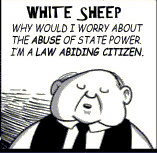 WHITE SHEEP
WHY WOULD I WORRY ABOUT
THE ABUSE OF STATE POWER.
I'M A LAW ABIDING CITIZEN.